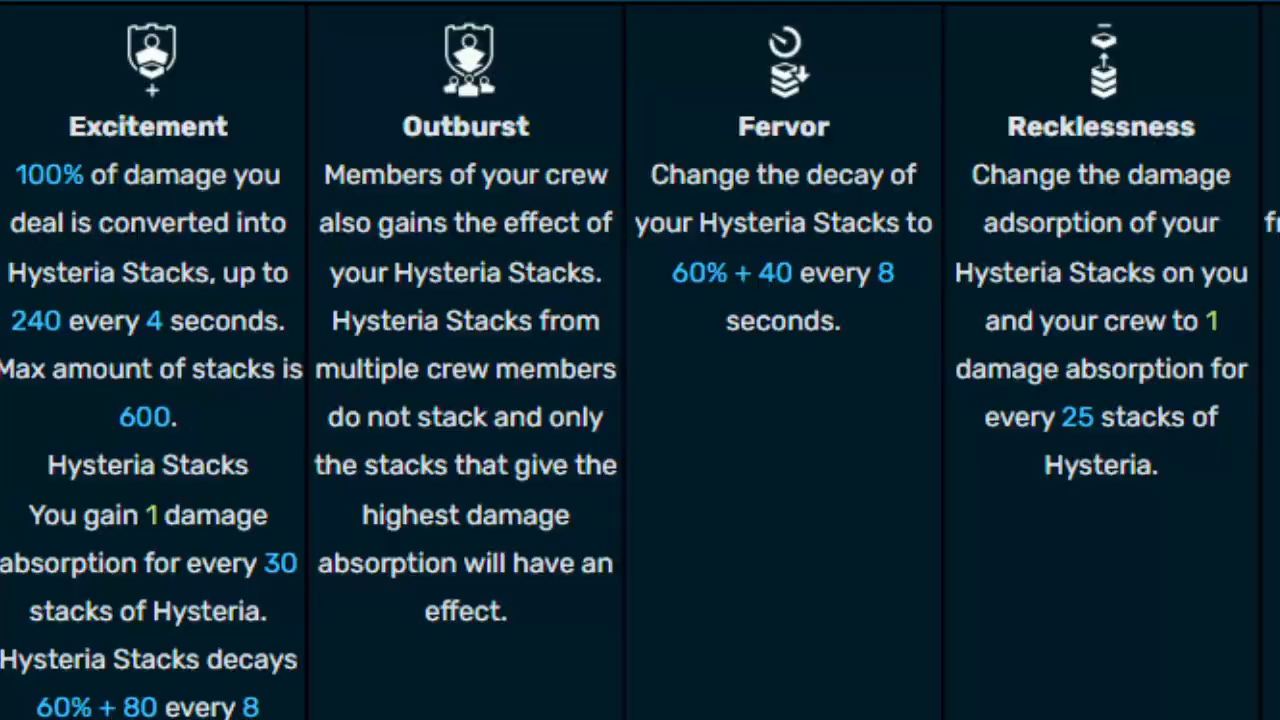 Excitement
100% of damage you
deal is converted into
Hysteria Stacks, up to
240 every 4 seconds.
Max amount of stacks is
600.
Hysteria Stacks
You gain 1 damage
absorption for every 30
stacks of Hysteria.
Hysteria Stacks decays
60% + 80 every 8
Outburst
Members of your crew
also gains the effect of
your Hysteria Stacks.
Hysteria Stacks from
multiple crew members
do not stack and only
the stacks that give the
highest damage
absorption will have an
effect.
Fervor
Change the decay of
your Hysteria Stacks to
60% + 40 every 8
seconds.
Recklessness
Change the damage
adsorption of your
Hysteria Stacks on you
and your crew to 1
damage absorption for
every 25 stacks of
Hysteria.